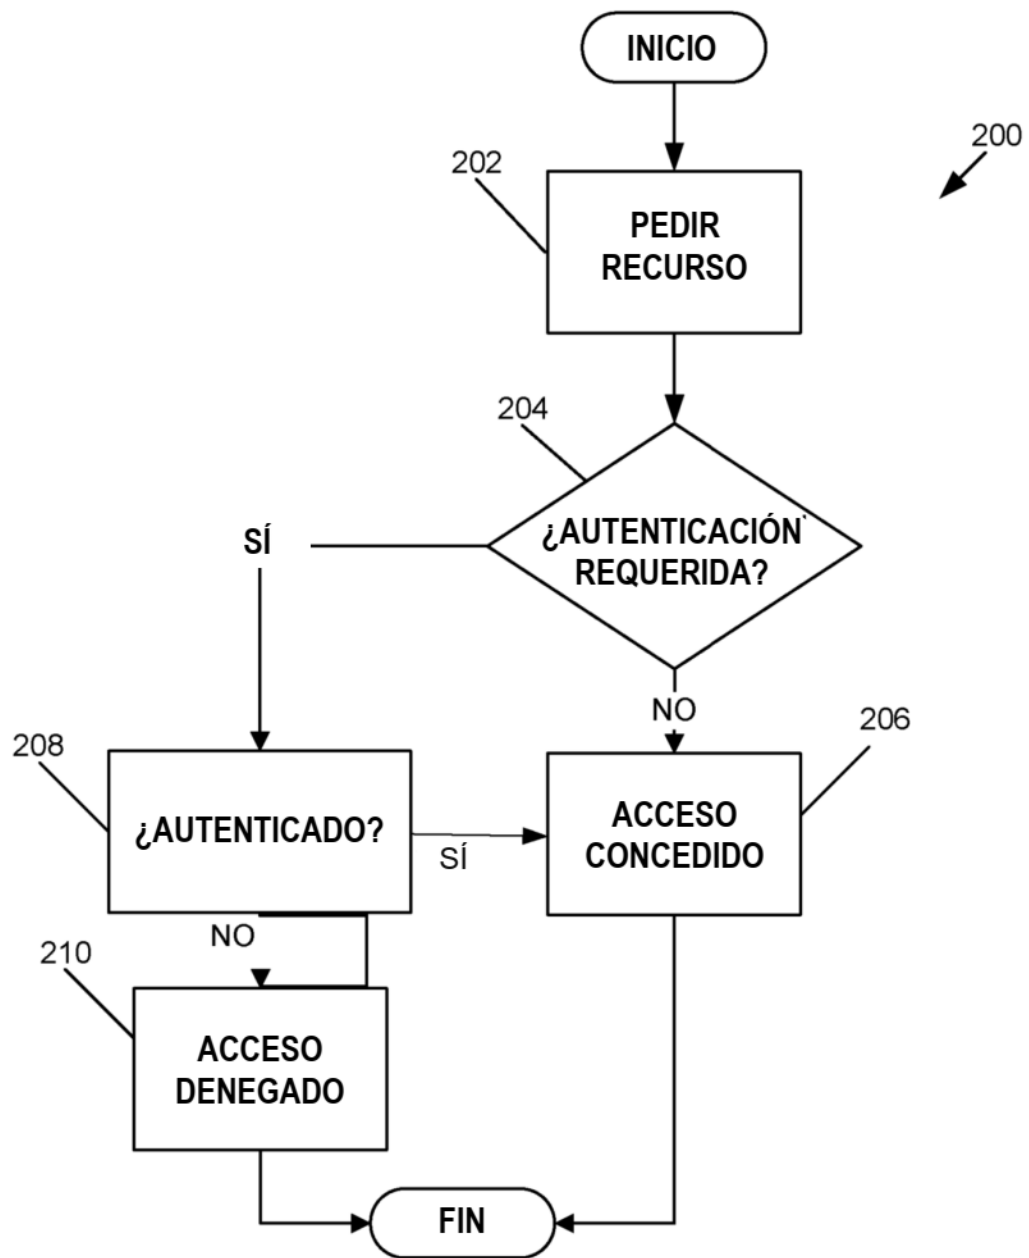 INICIO
200
202
PEDIR
RECURSO
204
¿AUTENTICACIÓN
REQUERIDA?
SÍ
NO
206
208
¿AUTENTICADO?
SÍ
ACCESO
CONCEDIDO
NO
210
ACCESO
DENEGADO
FIN